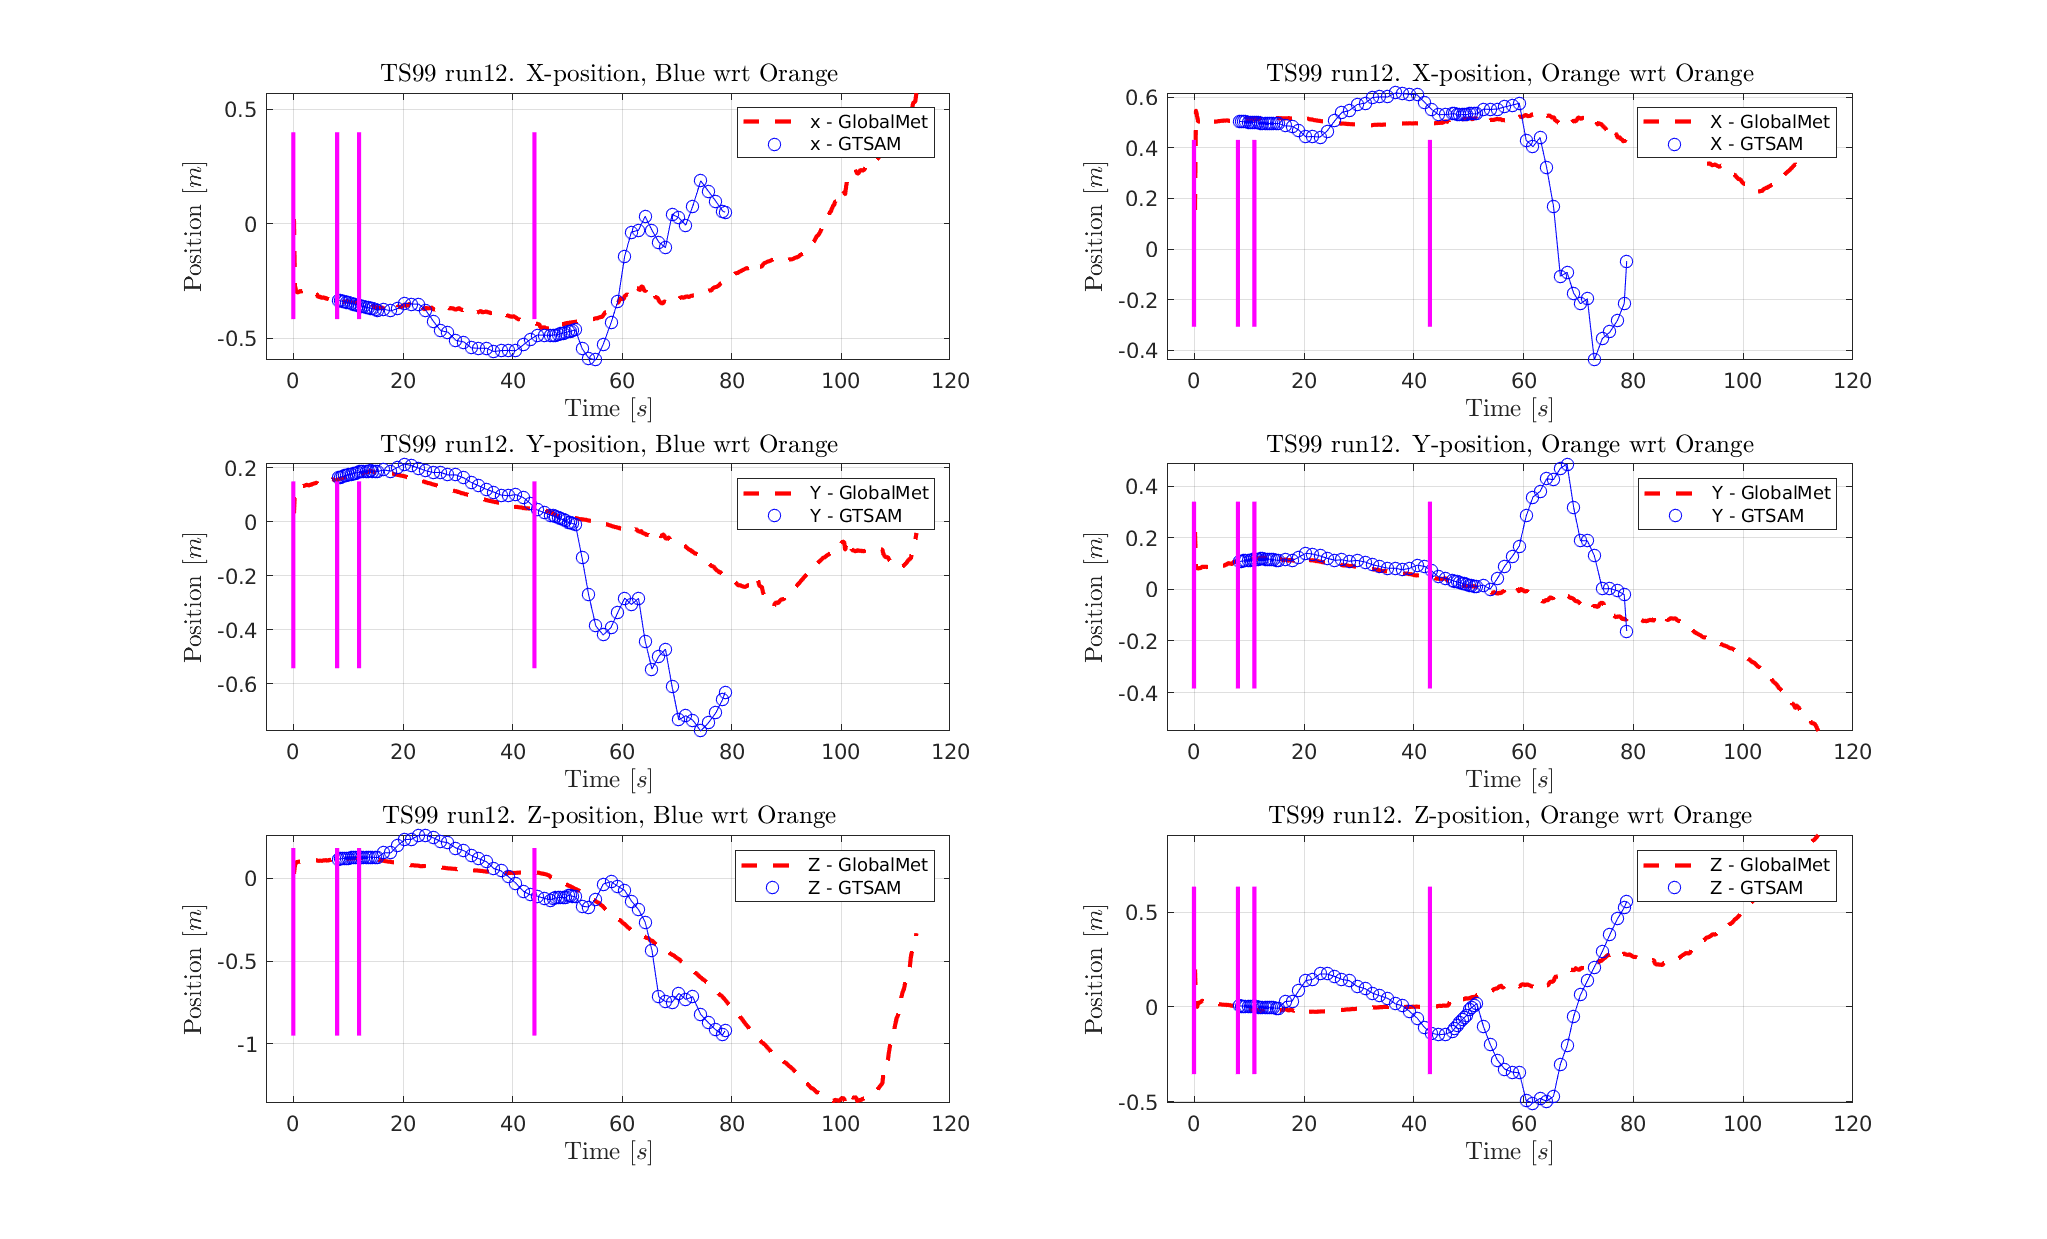 TS99 run12. X-position, Blue wrt Orange
Position [m]
0.5
0
-0.5
x - GlobalMet
x - GTSAM
0 20 40 60 80 100 120
Time [s]
TS99 run12. X-position, Orange wrt Orange
Position [m]
0.6
0.4
0.2
0
-0.2
-0.4
X - GlobalMet
X - GTSAM
0 20 40 60 80 100 120
Time [s]
TS99 run12. Y-position, Blue wrt Orange
Position [m]
0.2
0
-0.2
-0.4
-0.6
Y - GlobalMet
Y - GTSAM
0 20 40 60 80 100 120
Time [s]
TS99 run12. Y-position, Orange wrt Orange
Position [m]
0.4
0.2
0
-0.2
-0.4
Y - GlobalMet
Y - GTSAM
0 20 40 60 80 100 120
Time [s]
TS99 run12. Z-position, Blue wrt Orange
Position [m]
0
-0.5
-1
Z - GlobalMet
Z - GTSAM
0 20 40 60 80 100 120
Time [s]
TS99 run12. Z-position, Orange wrt Orange
Position [m]
0.5
0
-0.5
Z - GlobalMet
Z - GTSAM
0 20 40 60 80 100 120
Time [s]